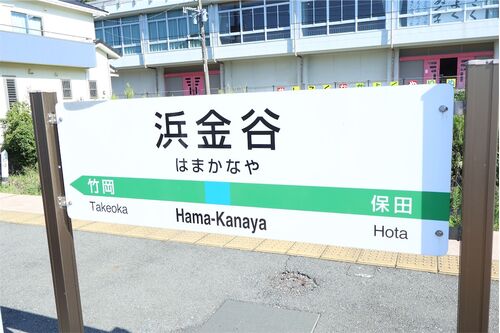 浜金谷
はまかなや
竹岡
保田
Takeoka
Hama-Kanaya
Hota